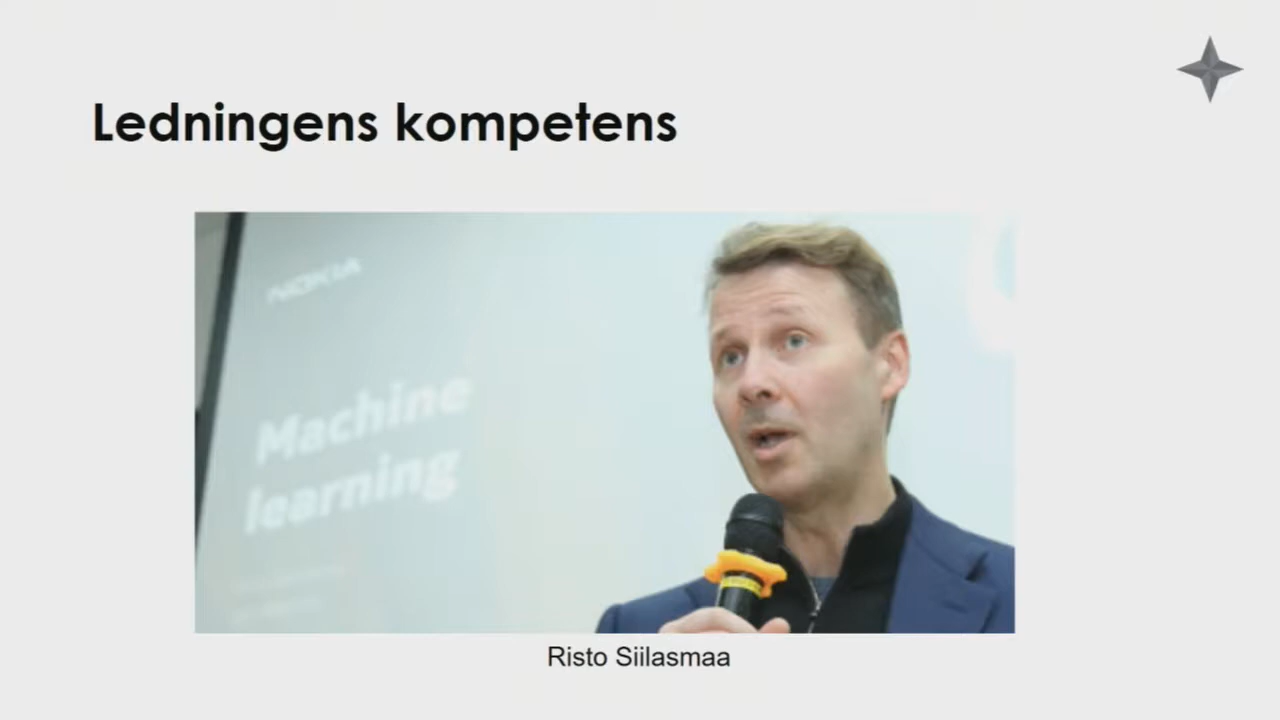 Ledningens kompetens
NOKIA
Machine
learning
Risto Siilasmaa